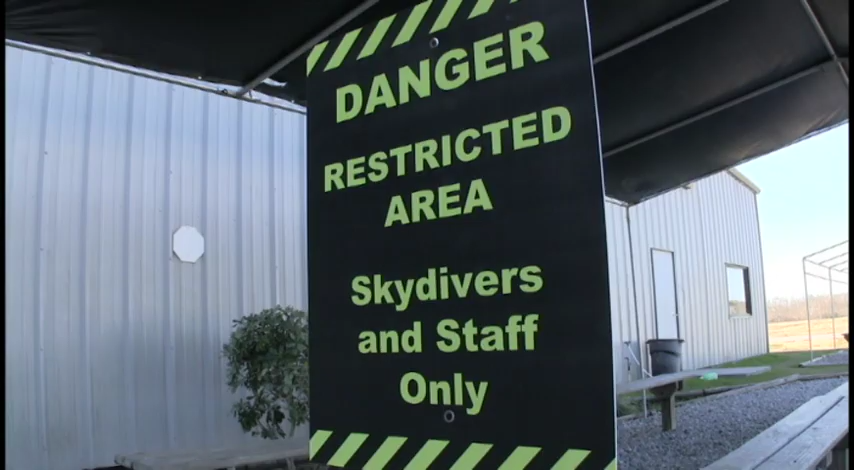 DANGER
RESTRICTED
AREA
Skydivers
and Staff
Only